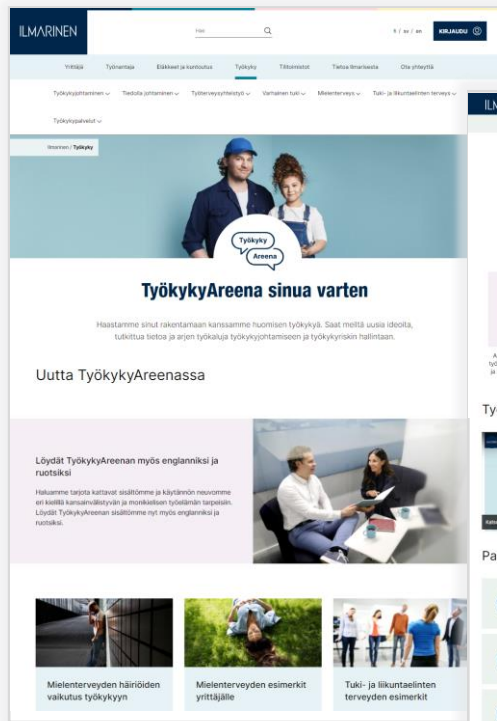 ILMARINEN
Hae
fi / sv / en
KIRJAUDU
Yrittäjä Työnantaja Eläkkeet ja kuntoutus Työkyky Tilitoimistot Tietoa Ilmarisesta Ota yhteyttä
Työkykyjohtaminen Tiedolla johtaminen Työterveysyhteistyö Varhainen tuki Mielenterveys Tuki- ja liikuntaelinten terveys
Työkykypalvelut
Ilmarinen / Työkyky
Työkyky
Areena
TyökykyAreena sinua varten
Haastamme sinut rakentamaan kanssamme huomisen työkykyä. Saat meiltä uusia ideoita,
tutkittua tietoa ja arjen työkaluja työkykyjohtamiseen ja työkykyriskin hallintaan.
Uutta TyökykyAreenassa
Löydät TyökykyAreenan myös englanniksi ja
ruotsiksi
Haluamme tarjota kattavat sisältömme ja käytännön neuvomme
eri kielillä kansainvälistyvän ja monikielisen työelämän tarpeisiin.
Löydät TyökykyAreenan sisältömme nyt myös englanniksi ja
ruotsiksi.
Mielenterveyden häiriöiden
vaikutus työkykyyn
Mielenterveyden esimerkit
yrittäjälle
Tuki- ja liikuntaelinten
terveyden esimerkit